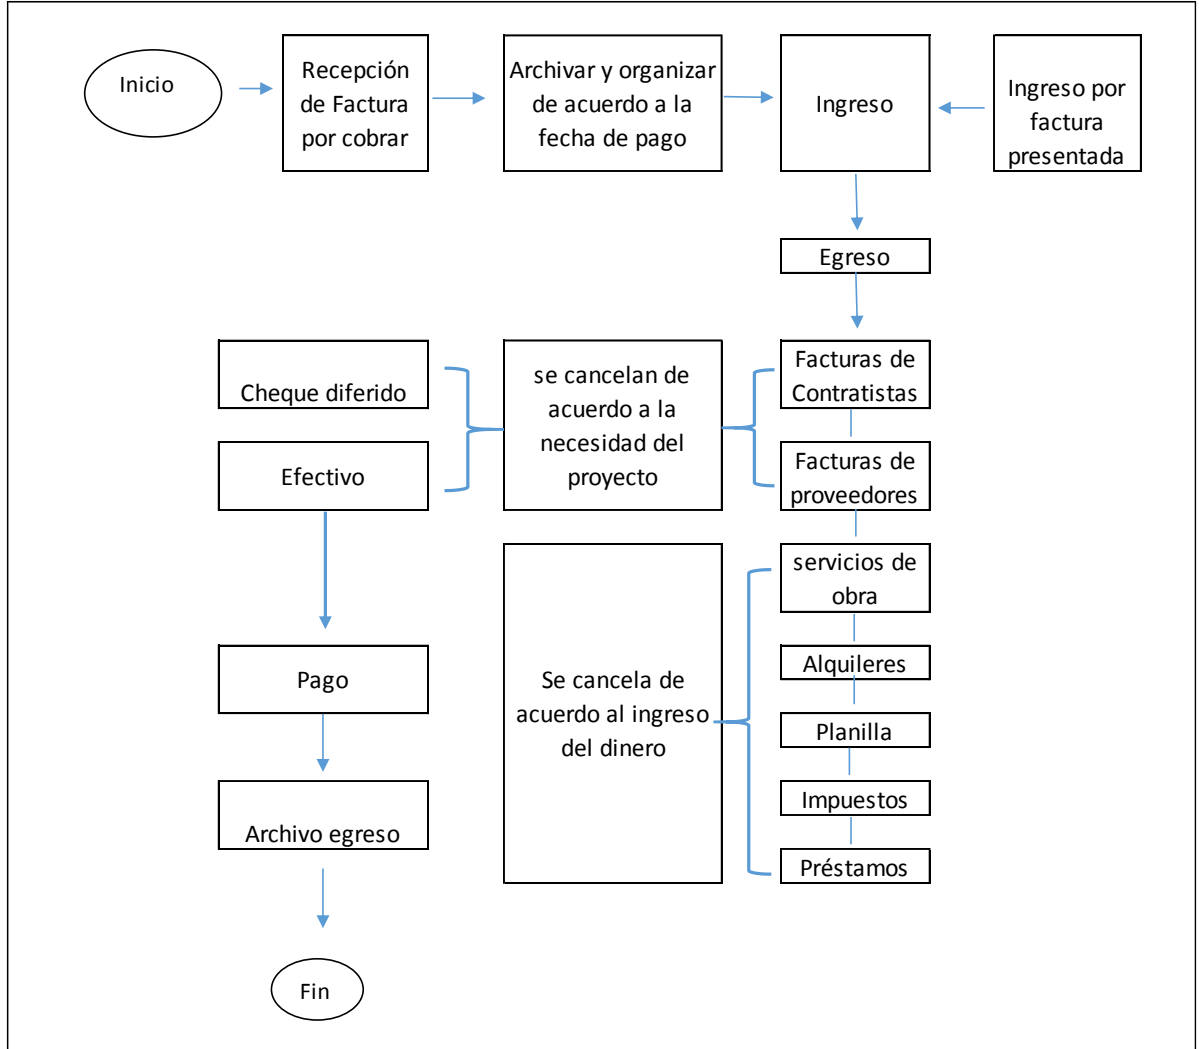 Inicio
Recepción
de Factura
por cobrar
Archivar y organizar
de acuerdo a la
fecha de pago
Ingreso
Ingreso por
factura
presentada
Egreso
Cheque diferido
se cancelan de
acuerdo a la
necesidad del
proyecto
Facturas de
Contratistas
Efectivo
Facturas de
proveedores
servicios de
obra
Alquileres
Pago
Se cancela de
acuerdo al ingreso
del dinero
Planilla
Impuestos
Archivo egreso
Préstamos
Fin